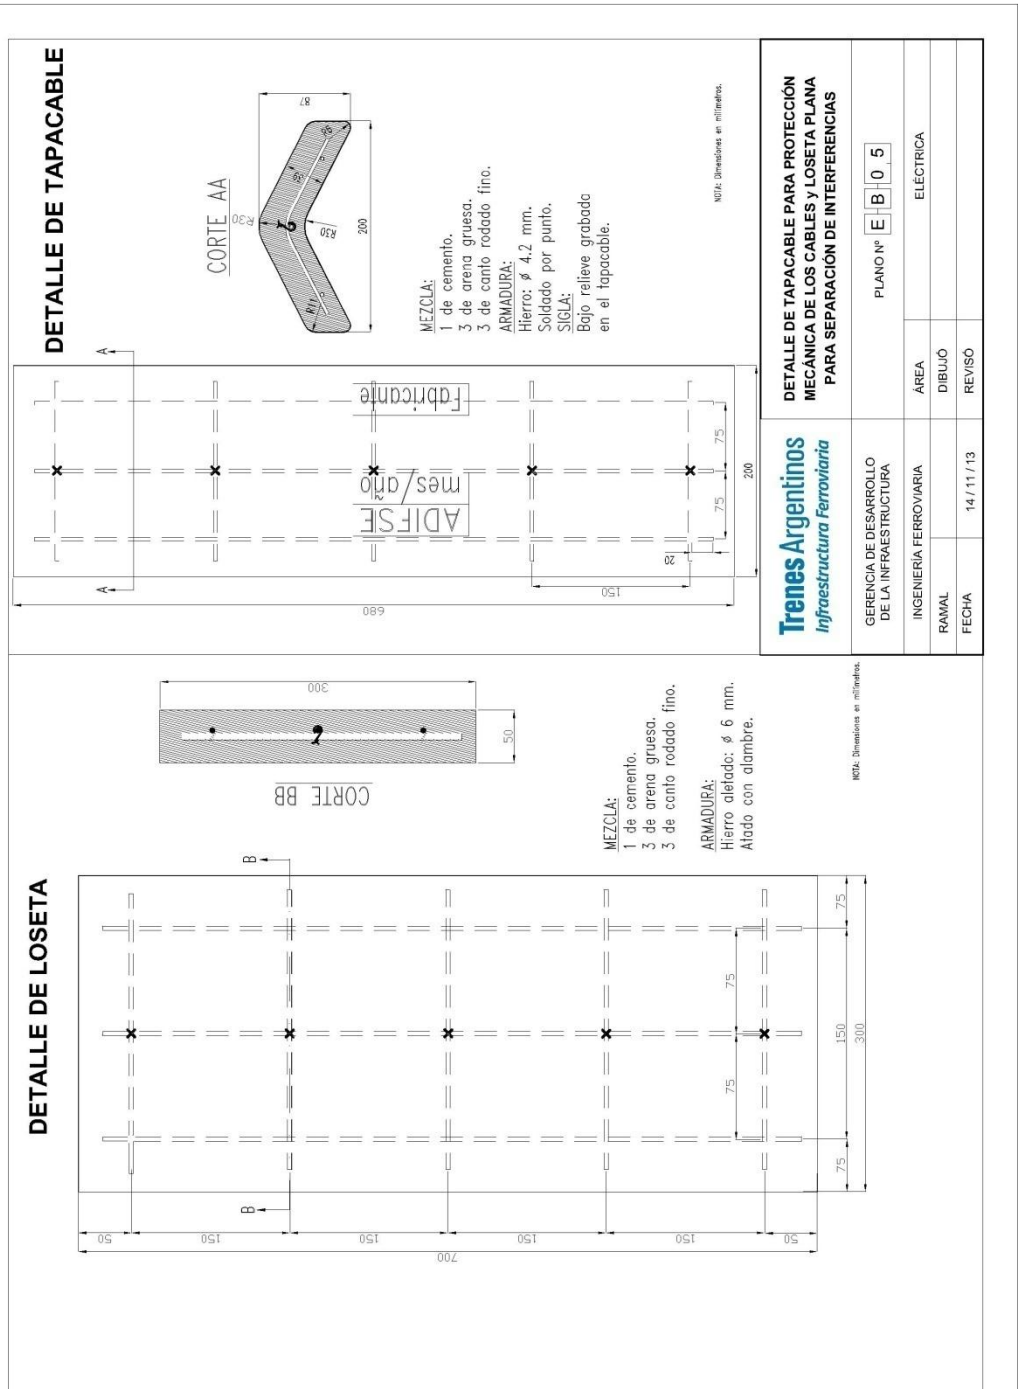 DETALLE DE LOSETA
B
B
50
150
150
150
150
50
700
75
75
75
150
75
300
CORTE BB
300
50
MEZCLA:
1 de cemento.
3 de arena gruesa.
3 de canto rodado fino.
ARMADURA:
Hierro aletado: ϕ 6 mm.
Atado con alambre.
NOTA: Dimensiones en milímetros.
DETALLE DE TAPACABLE
A
A
680
150
20
75
75
200
ADIFSE
mes/año
Fabricante
CORTE AA
R30
R11
39
R6
R30
87
200
MEZCLA:
1 de cemento.
3 de arena gruesa.
3 de canto rodado fino.
ARMADURA:
Hierro: ϕ 4.2 mm.
Soldado por punto.
SIGLA:
Bajo relieve grabada
en el tapacable.
NOTA: Dimensiones en milímetros.
Trenes Argentinos
Infraestructura Ferroviaria
DETALLE DE TAPACABLE PARA PROTECCIÓN
MECÁNICA DE LOS CABLES y LOSETA PLANA
PARA SEPARACIÓN DE INTERFERENCIAS
GERENCIA DE DESARROLLO
DE LA INFRAESTRUCTURA
PLANO Nº E B 0 5
INGENIERÍA FERROVIARIA
ÁREA
ELÉCTRICA
RAMAL
DIBUJÓ
FECHA
14 / 11 / 13
REVISÓ